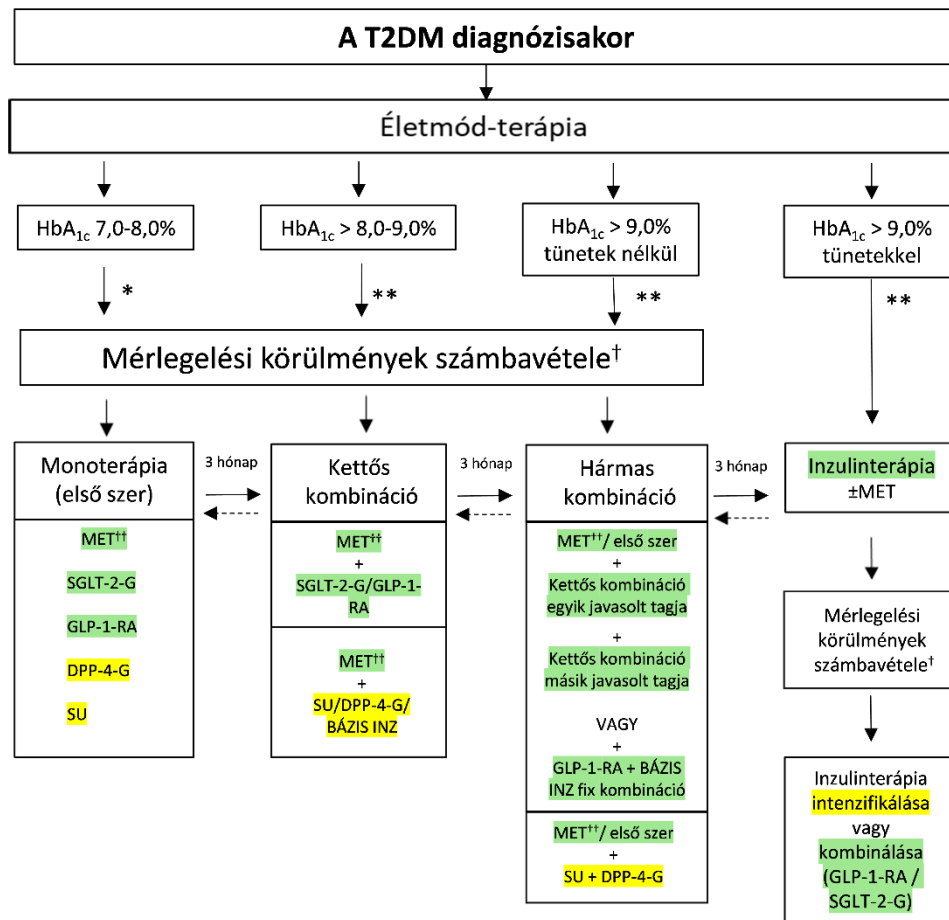 A T2DM diagnózisakor
Életmód-terápia
HbA1c 7,0-8,0%
HbA1c > 8,0-9,0%
HbA1c > 9,0%
tünetek nélkül
HbA1c > 9,0%
tünetekkel
*
**
**
**
Mérlegelési körülmények számbavétele†
Monoterápia
(első szer)
3 hónap
Kettős
kombináció
3 hónap
Hármas
kombináció
3 hónap
Inzulinterápia
±MET
MET††
SGLT-2-G
GLP-1-RA
DPP-4-G
SU
MET‡‡
+
SGLT-2-G/GLP-1-
RA
MET††
+
SU/DPP-4-G/
BÁZIS INZ
MET††/ első szer
+
Kettős kombináció
egyik javasolt tagja
+
Kettős kombináció
másik javasolt tagja
VAGY
+
GLP-1-RA + BÁZIS
INZ fix kombináció
MET††/ első szer
+
SU + DPP-4-G
Mérlegelési
körülmények
számbavétele†
Inzulinterápia
intenzifikálása
vagy
kombinálása
(GLP-1-RA /
SGLT-2-G)